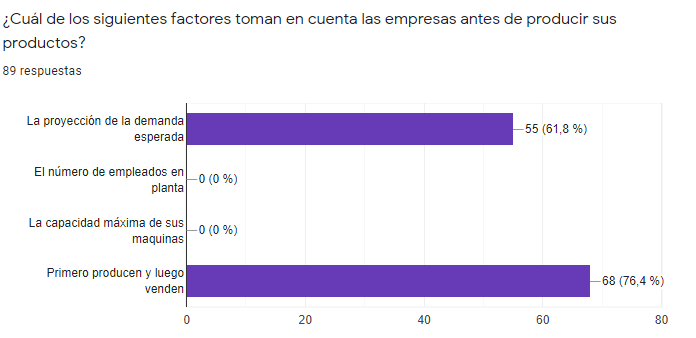 ¿Cuál de los siguientes factores toman en cuenta las empresas antes de producir sus
productos?
89 respuestas
La proyección de la demanda
esperada
55 (61,8 %)
El número de empleados en
planta
0 (0 %)
La capacidad máxima de sus
maquinas
0 (0 %)
Primero producen y luego
venden
68 (76,4 %)
0 20 40 60 80